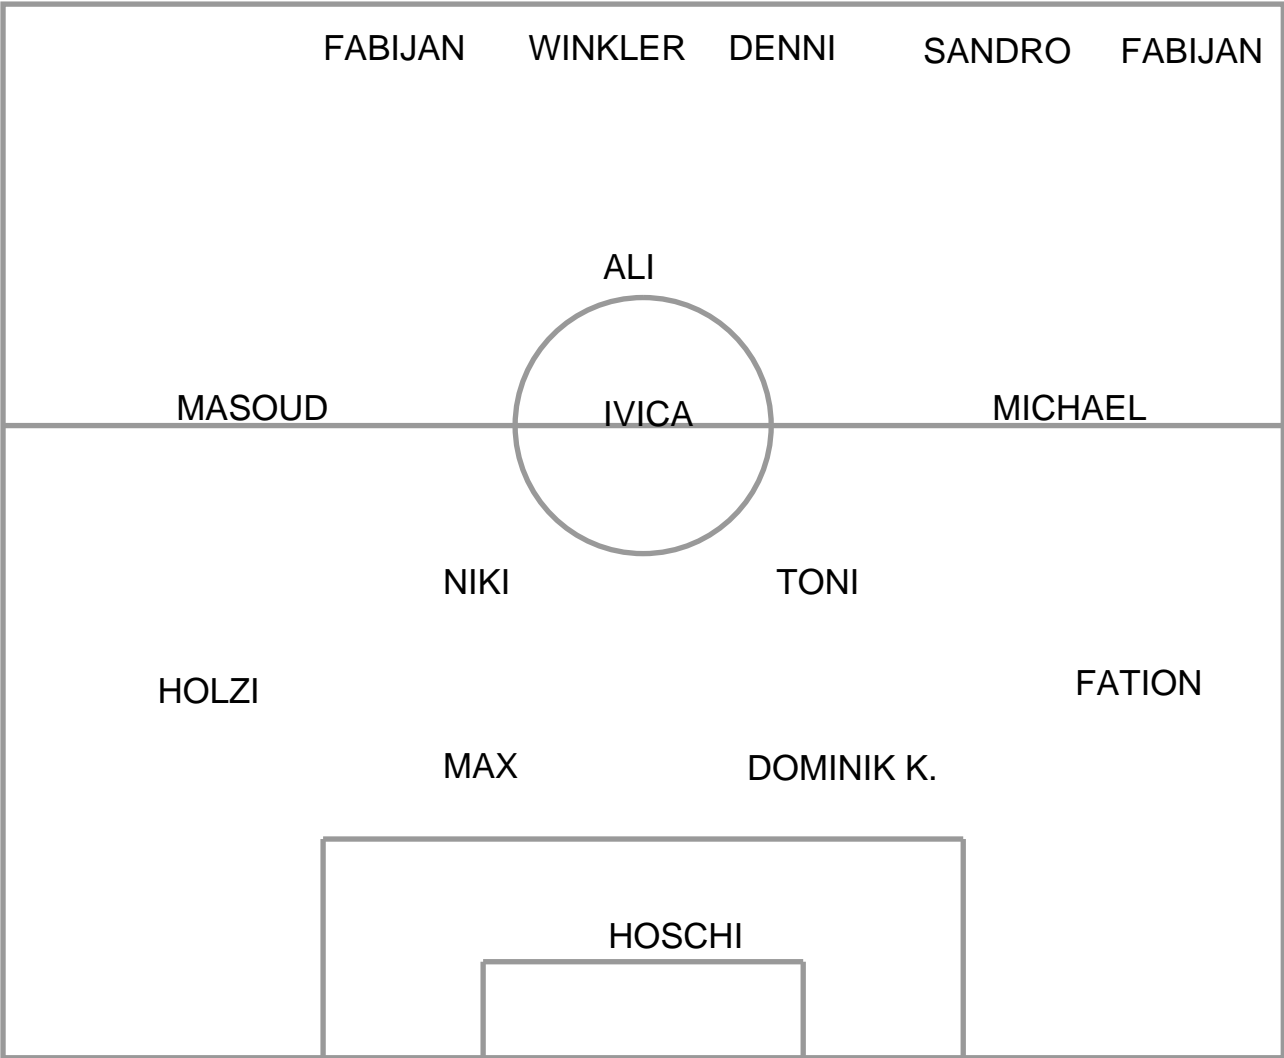 FABIJAN WINKLER DENNI SANDRO FABIJAN
ALI
MASOUD IVICA MICHAEL
NIKI TONI
HOLZI FATION
MAX DOMINIK K.
HOSCHI